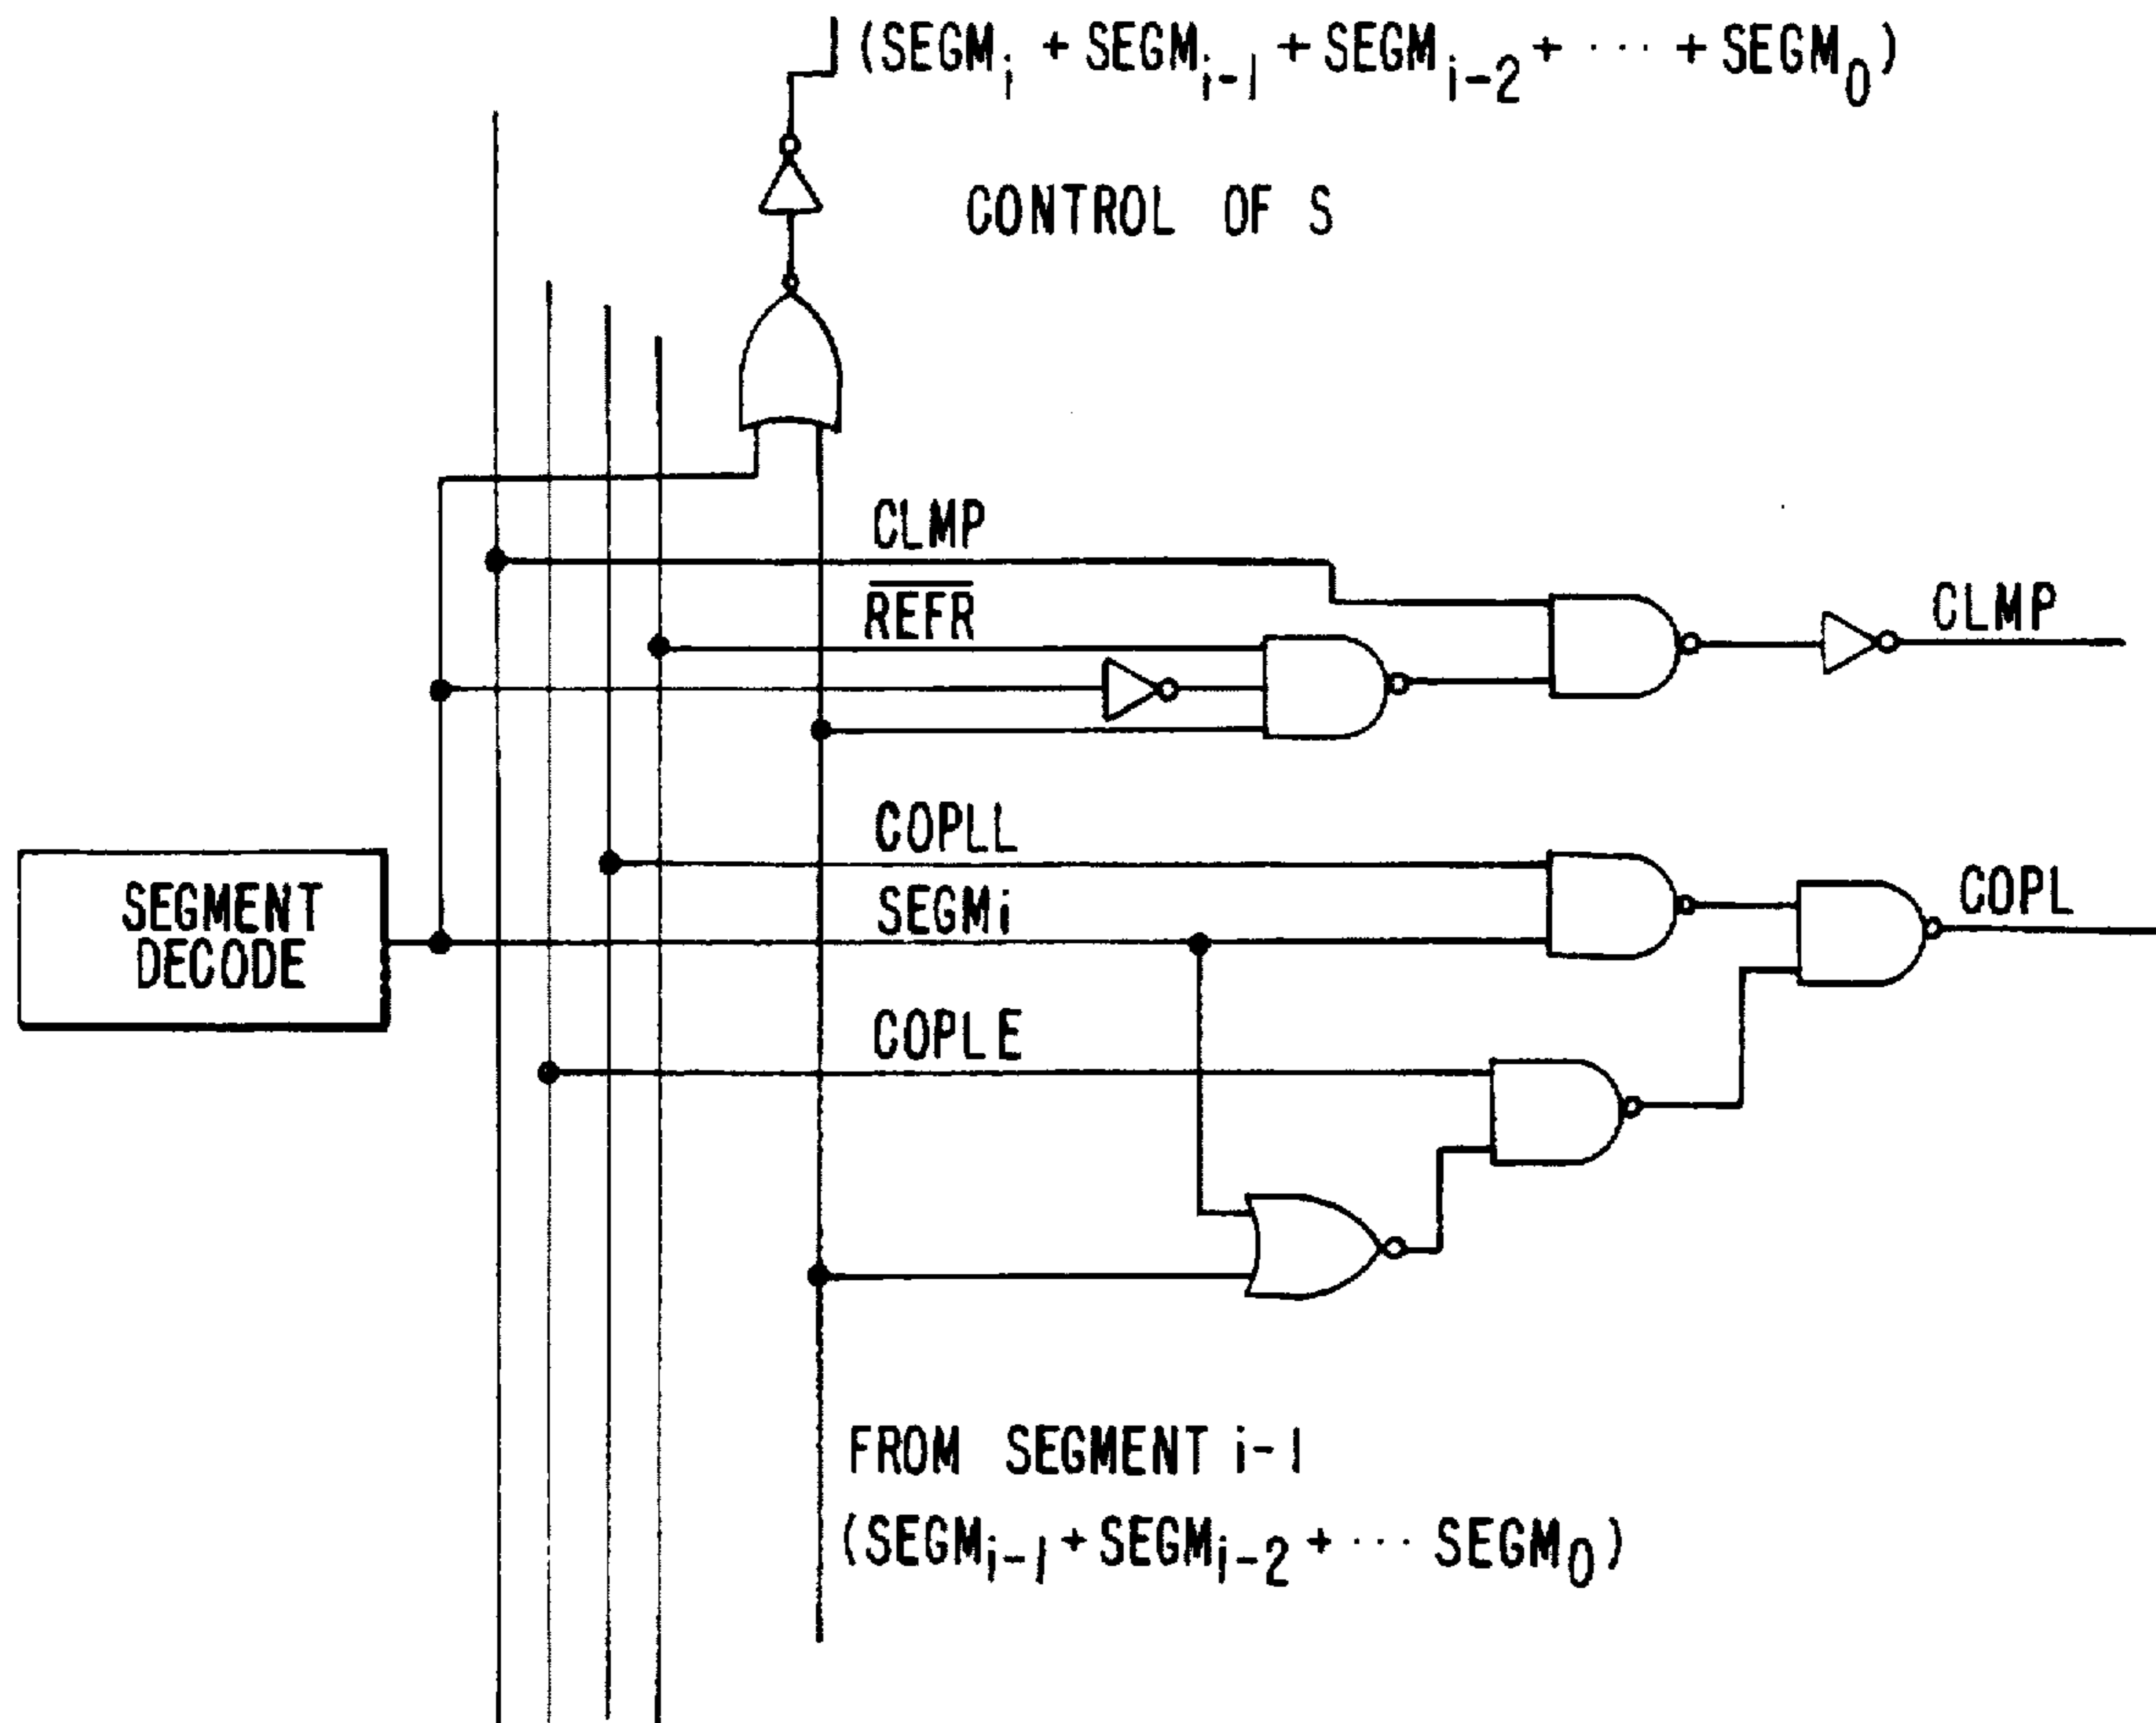 (SEGMi + SEGMi-1 + SEGMi-2 + ··· + SEGM0)
CONTROL OF S
CLMP
REFR
CLMP
COPLL
SEGMENT
DECODE
SEGMi
COPL
COPLE
FROM SEGMENT i-1
(SEGMi-1 + SEGMi-2 + ··· SEGM0)